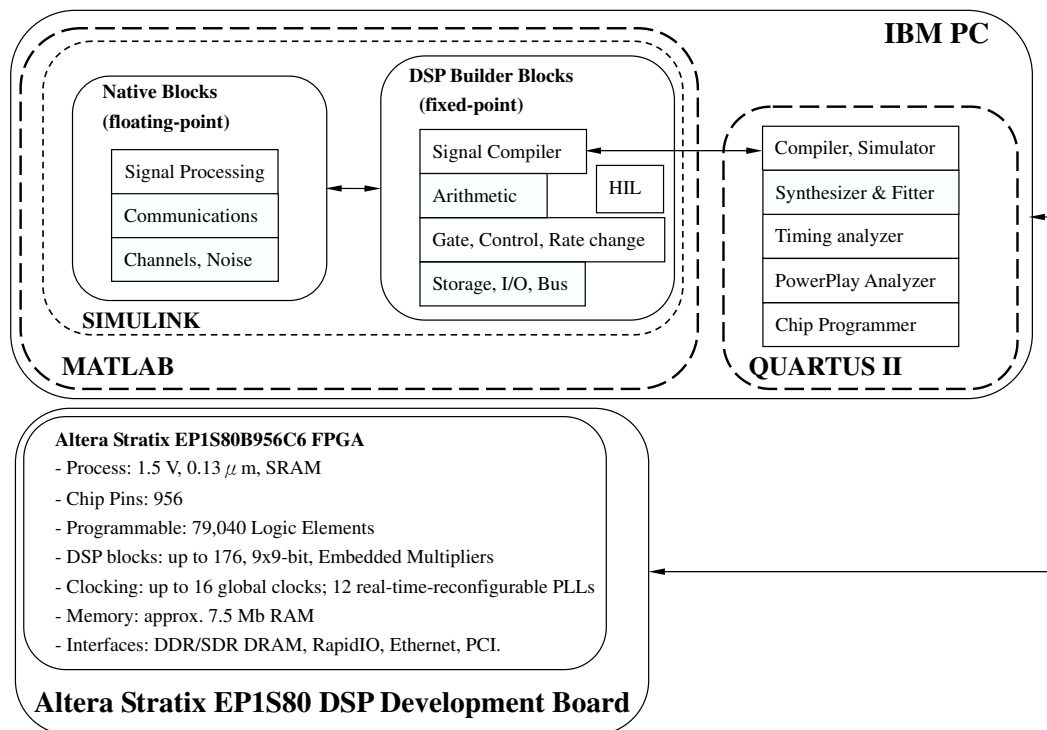 IBM PC
Native Blocks
(floating-point)
Signal Processing
Communications
Channels, Noise
DSP Builder Blocks
(fixed-point)
Signal Compiler
Arithmetic
HIL
Gate, Control, Rate change
Storage, I/O, Bus
SIMULINK
MATLAB
Compiler, Simulator
Synthesizer & Fitter
Timing analyzer
PowerPlay Analyzer
Chip Programmer
QUARTUS II
Altera Stratix EP1S80B956C6 FPGA
- Process: 1.5 V, 0.13 μ m, SRAM
- Chip Pins: 956
- Programmable: 79,040 Logic Elements
- DSP blocks: up to 176, 9x9-bit, Embedded Multipliers
- Clocking: up to 16 global clocks; 12 real-time-reconfigurable PLLs
- Memory: approx. 7.5 Mb RAM
- Interfaces: DDR/SDR DRAM, RapidIO, Ethernet, PCI.
Altera Stratix EP1S80 DSP Development Board